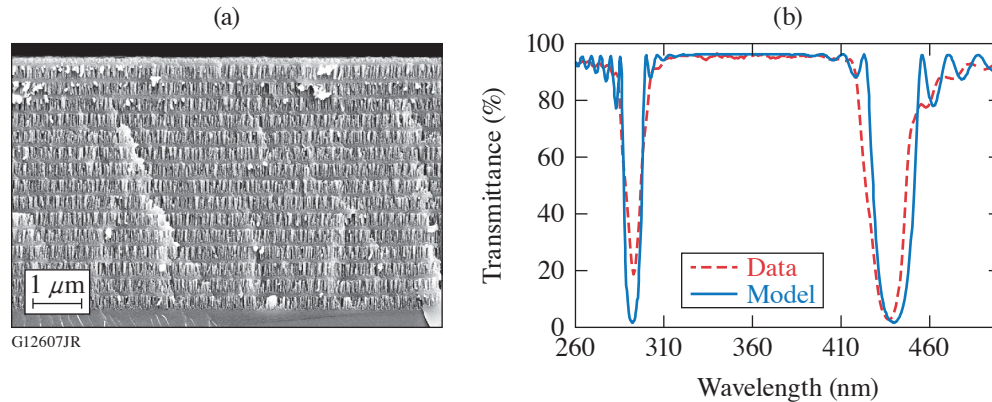 (a)
1 μm
G12607JR
(b)
Transmittance (%)
100
80
60
40
20
0
Data
Model
260 310 360 410 460
Wavelength (nm)